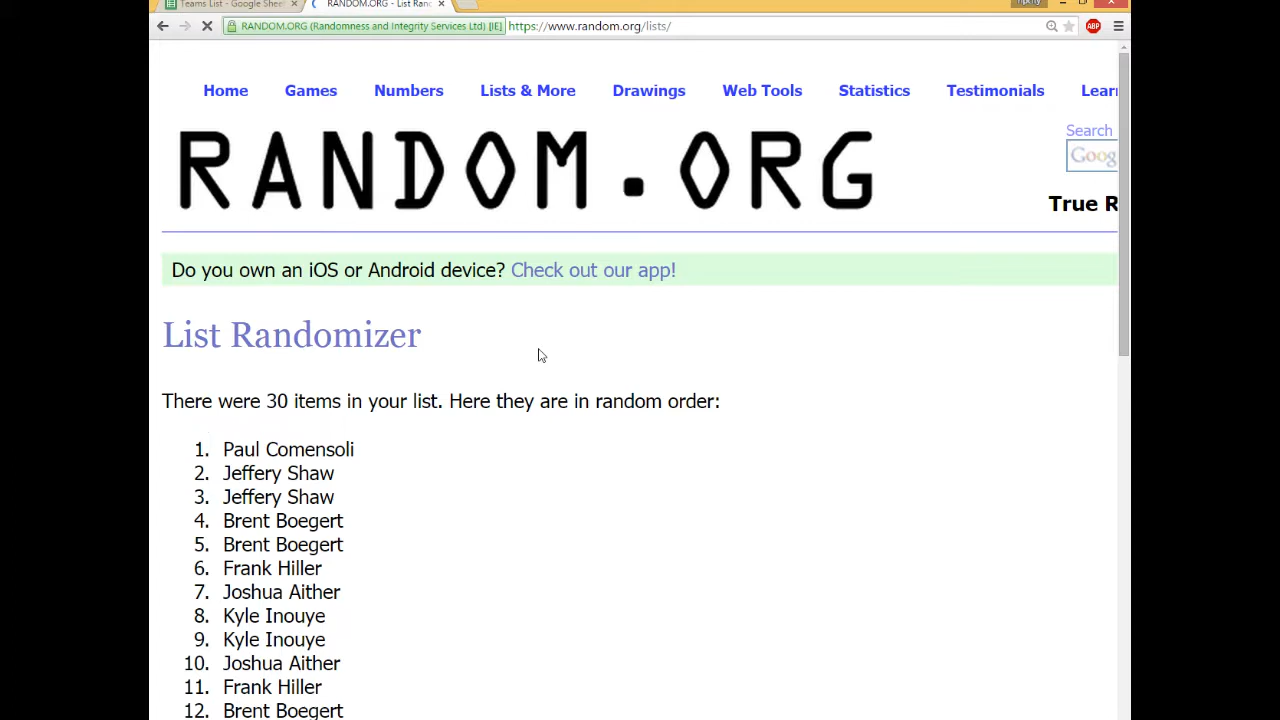 Teams List - Google Sheet
RANDOM.ORG - List Ran
RANDOM.ORG (Randomness and Integrity Services Ltd) [IE]
https://www.random.org/lists/
ABP
Home Games Numbers Lists & More Drawings Web Tools Statistics Testimonials Learn
RANDOM.ORG
Search
Goog
True R
Do you own an iOS or Android device? Check out our app!
List Randomizer
There were 30 items in your list. Here they are in random order:
1. Paul Comensoli
2. Jeffery Shaw
3. Jeffery Shaw
4. Brent Boegert
5. Brent Boegert
6. Frank Hiller
7. Joshua Aither
8. Kyle Inouye
9. Kyle Inouye
10. Joshua Aither
11. Frank Hiller
12. Brent Boegert